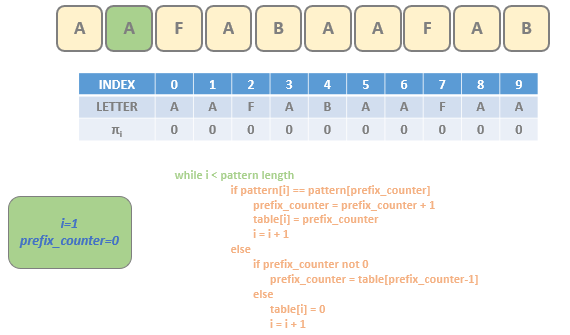 A A F A B A A F A B
INDEX 0 1 2 3 4 5 6 7 8 9
LETTER A A F A B A A F A A
πi 0 0 0 0 0 0 0 0 0 0
while i < pattern length
if pattern[i] == pattern[prefix_counter]
prefix_counter = prefix_counter + 1
table[i] = prefix_counter
i = i + 1
else
if prefix_counter not 0
prefix_counter = table[prefix_counter-1]
else
table[i] = 0
i = i + 1
i=1
prefix_counter=0